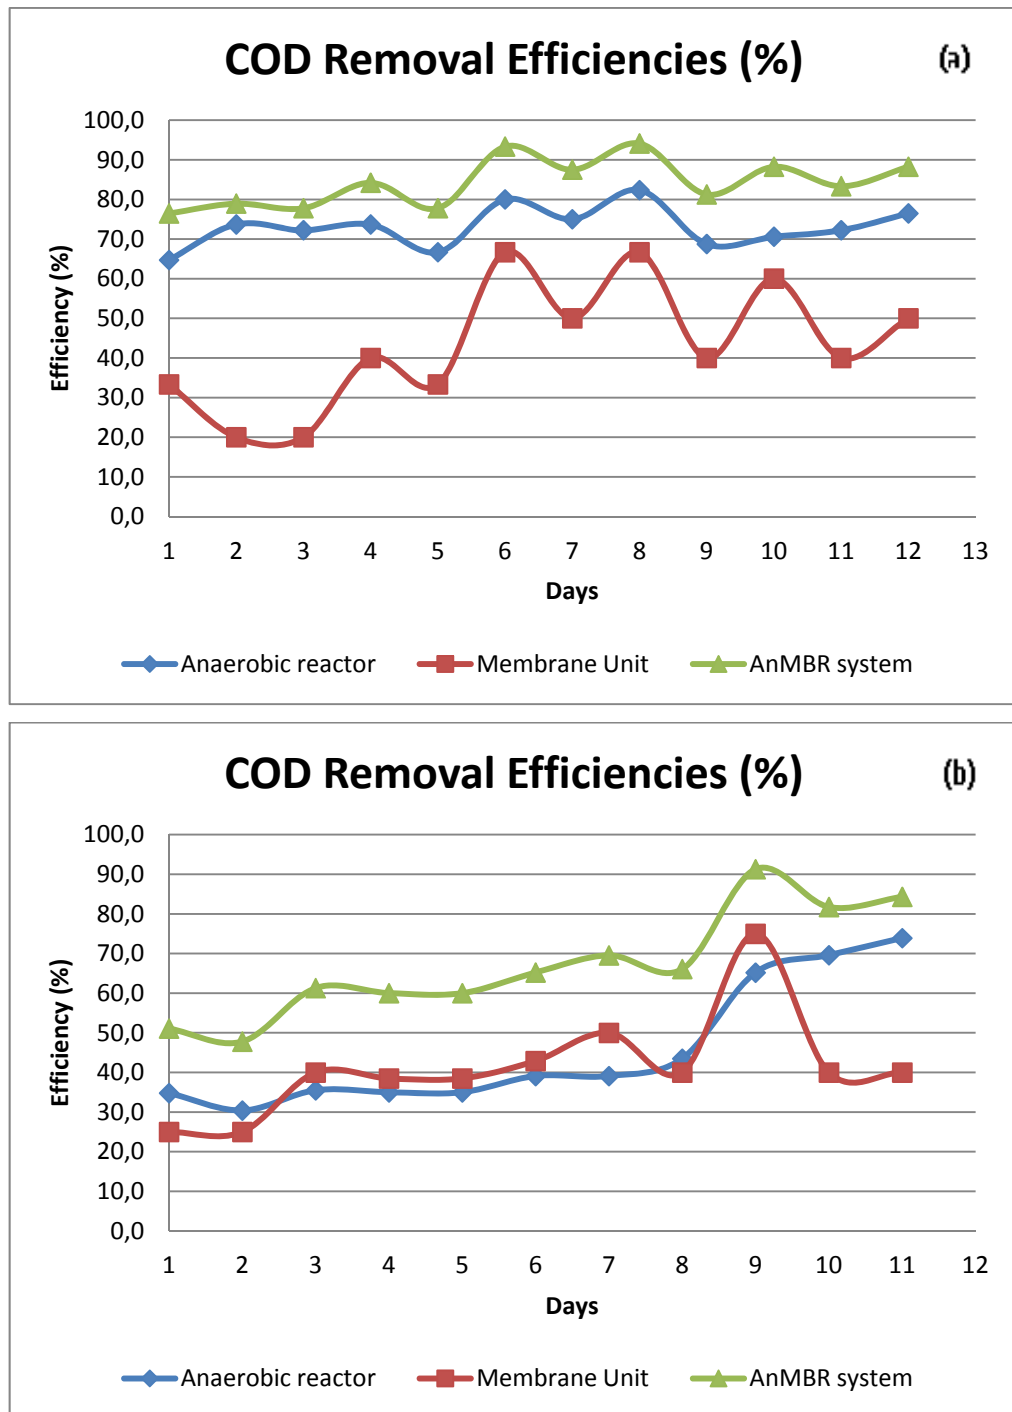 COD Removal Efficiencies (%) (a)
Efficiency (%)
100,0
90,0
80,0
70,0
60,0
50,0
40,0
30,0
20,0
10,0
0,0
1 2 3 4 5 6 7 8 9 10 11 12 13
Days
Anaerobic reactor Membrane Unit AnMBR system
COD Removal Efficiencies (%) (b)
Efficiency (%)
100,0
90,0
80,0
70,0
60,0
50,0
40,0
30,0
20,0
10,0
0,0
1 2 3 4 5 6 7 8 9 10 11 12
Days
Anaerobic reactor Membrane Unit AnMBR system